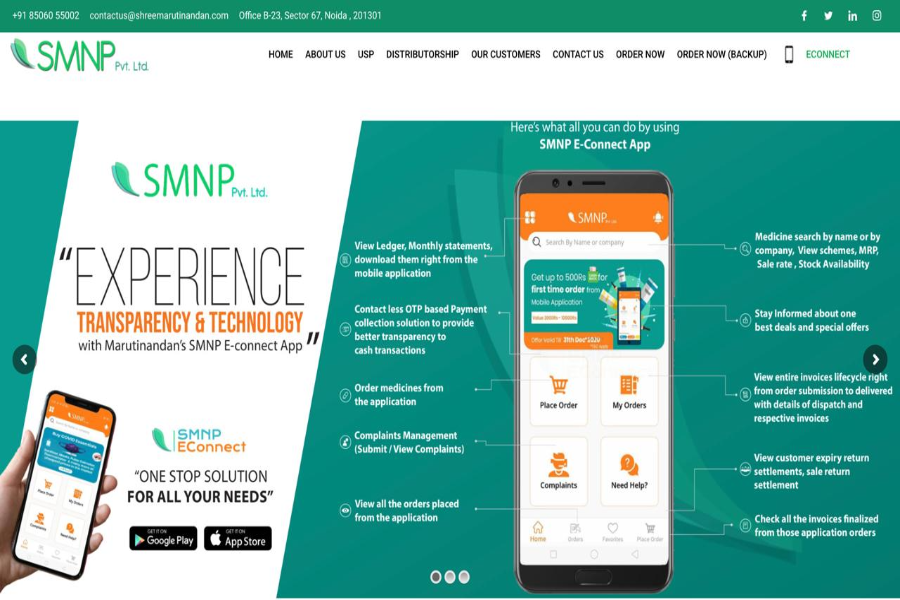 +91 85060 55002 contactus@shreemarutinandan.com Office B-23, Sector 67, Noida , 201301
SMNP Pvt. Ltd.
HOME ABOUT US USP DISTRIBUTORSHIP OUR CUSTOMERS CONTACT US ORDER NOW ORDER NOW (BACKUP) ECONNECT
SMNP Pvt. Ltd.
“EXPERIENCE
TRANSPARENCY & TECHNOLOGY
with Marutinandan's SMNP E-connect App”
SMNP
EConnect
“ONE STOP SOLUTION
FOR ALL YOUR NEEDS”
GET IT ON
Google Play
GET IT ON
App Store
Here's what all you can do by using
SMNP E-Connect App
View Ledger, Monthly statements,
download them right from the
mobile application
Contact less OTP based Payment
collection solution to provide
better transparency to
cash transactions
Order medicines from
the application
Complaints Management
(Submit / View Complaints)
View all the orders placed
from the application
SMNP
Search By Name or company
Get up to 500Rs for
first time order from
Mobile Application
Place Order
My Orders
Complaints
Need Help?
Home
Orders
Favorites
Place Order
Medicine search by name or by
company, View schemes, MRP,
Sale rate , Stock Availability
Stay informed about one
best deals and special offers
View entire invoices lifecycle right
from order submission to delivered
with details of dispatch and
respective invoices
View customer expiry return
settlements, sale return
settlement
Check all the invoices finalized
from those application orders